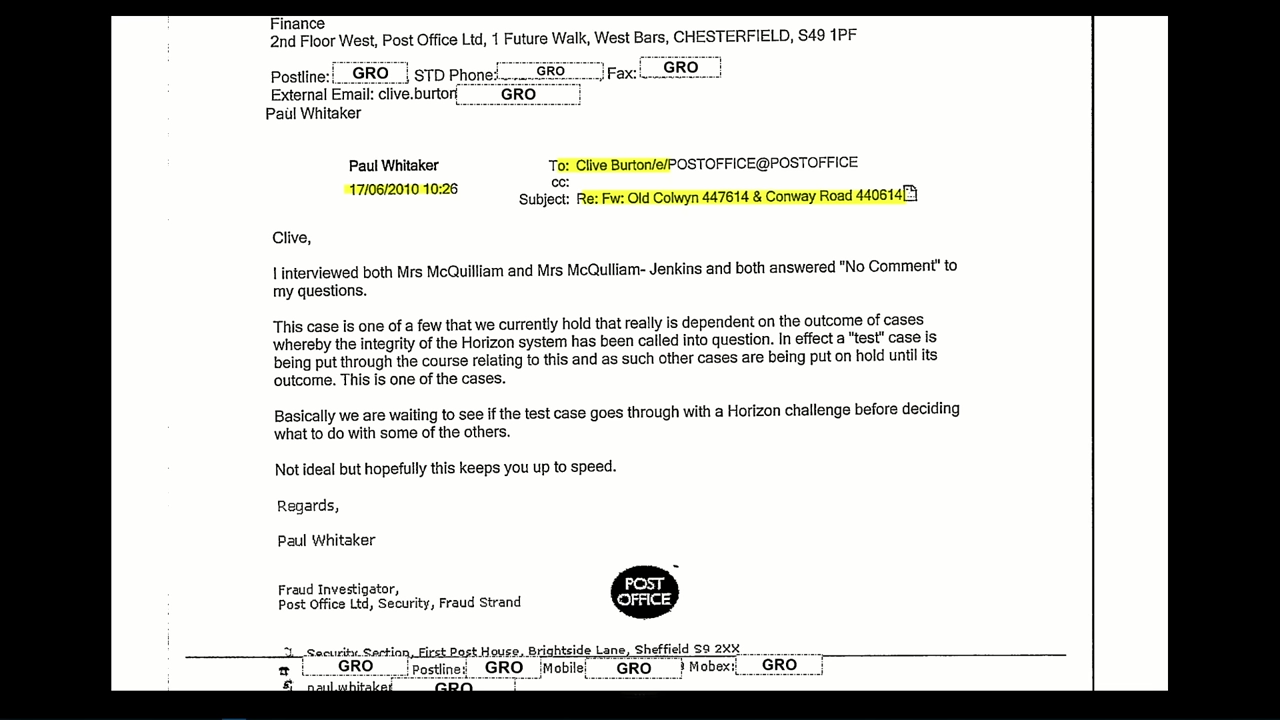 Finance
2nd Floor West, Post Office Ltd, 1 Future Walk, West Bars, CHESTERFIELD, S49 1PF
Postline: GRO STD Phone: GRO Fax: GRO
External Email: clive.burton GRO
Paul Whitaker
Paul Whitaker To: Clive Burton/e/POSTOFFICE@POSTOFFICE
17/06/2010 10:26 cc:
Subject: Re: Fw: Old Colwyn 447614 & Conway Road 440614
Clive,
I interviewed both Mrs McQuilliam and Mrs McQulliam- Jenkins and both answered "No Comment" to
my questions.
This case is one of a few that we currently hold that really is dependent on the outcome of cases
whereby the integrity of the Horizon system has been called into question. In effect a "test" case is
being put through the course relating to this and as such other cases are being put on hold until its
outcome. This is one of the cases.
Basically we are waiting to see if the test case goes through with a Horizon challenge before deciding
what to do with some of the others.
Not ideal but hopefully this keeps you up to speed.
Regards,
Paul Whitaker
Fraud Investigator,
Post Office Ltd, Security, Fraud Strand
POST
OFFICE
Security Section, First Post House, Brightside Lane, Sheffield S9 2XX
GRO Postline: GRO Mobile GRO Mobex: GRO
paul.whitaker GRO